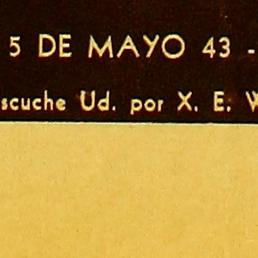 5 DE MAYO 43 -
scuche Ud. por X. E. W